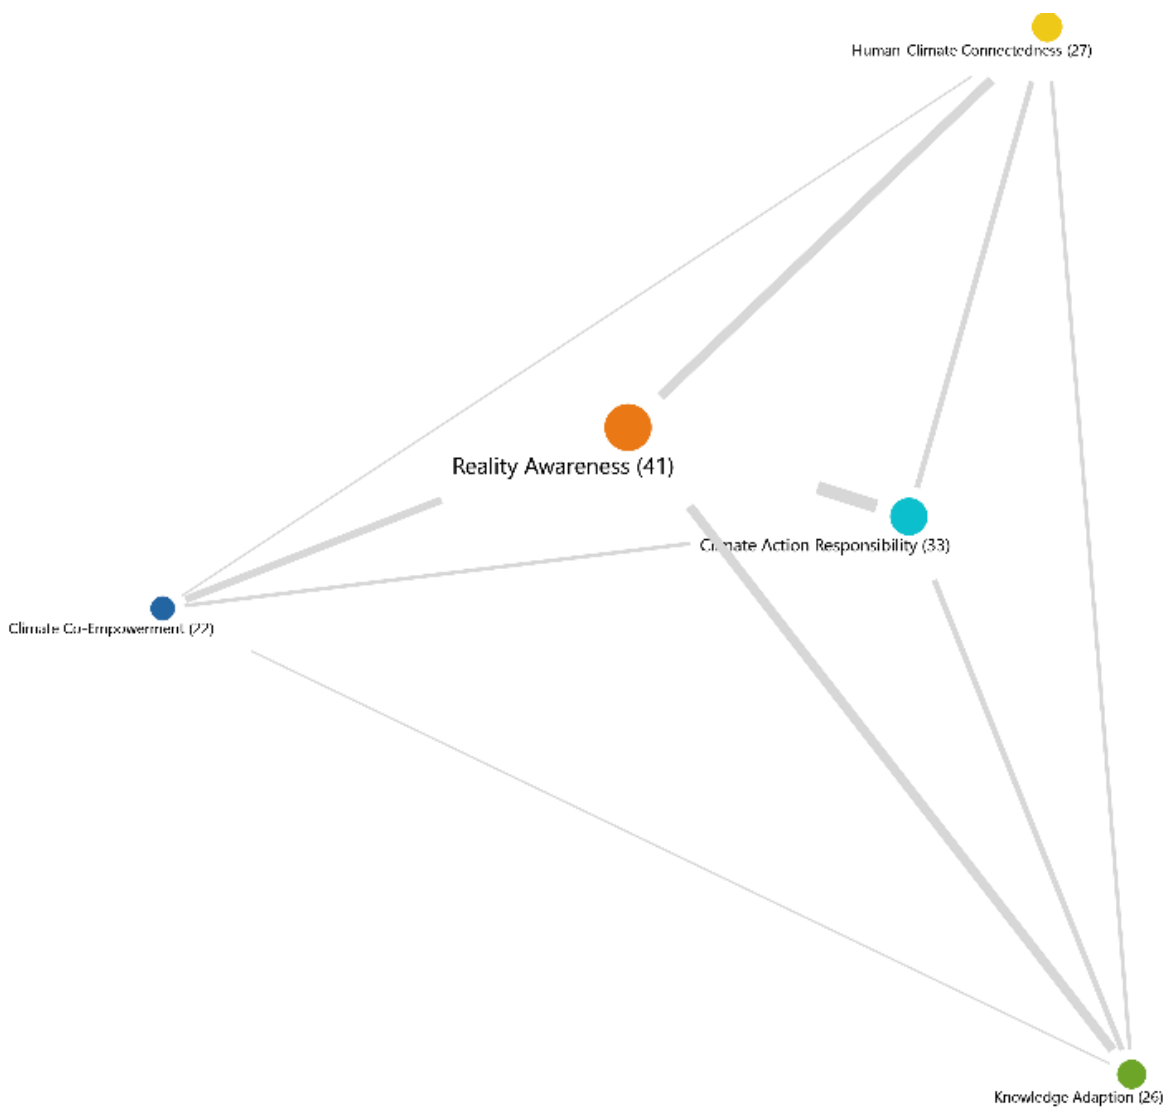 Human Climate Connectedness (27)
Reality Awareness (41)
Climate Action Responsibility (33)
Climate Co-Empowerment (22)
Knowledge Adaption (26)